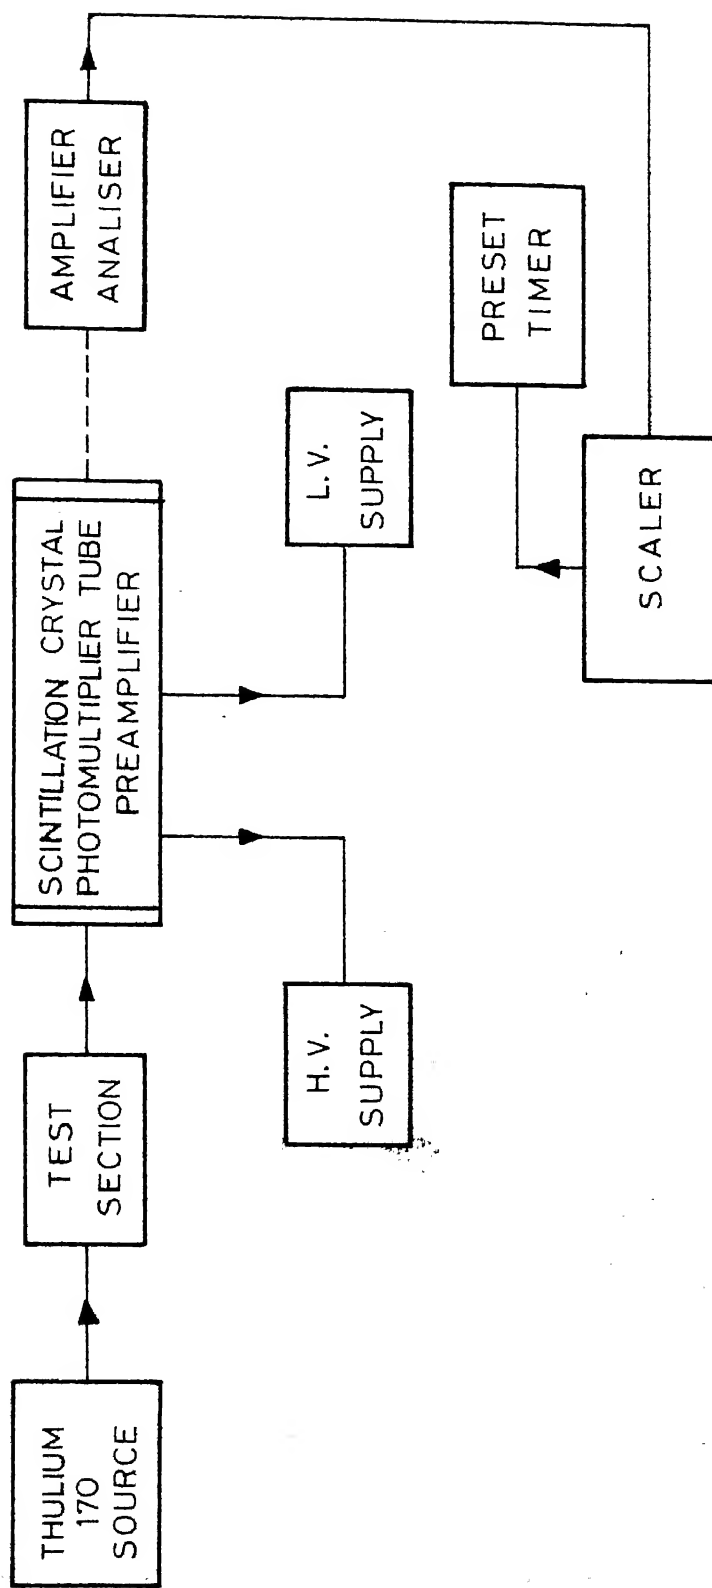 THULIUM
170
SOURCE
TEST
SECTION
SCINTILLATION CRYSTAL
PHOTOMULTIPLIER TUBE
PREAMPLIFIER
AMPLIFIER
ANALISER
H.V.
SUPPLY
L.V.
SUPPLY
PRESET
TIMER
SCALER